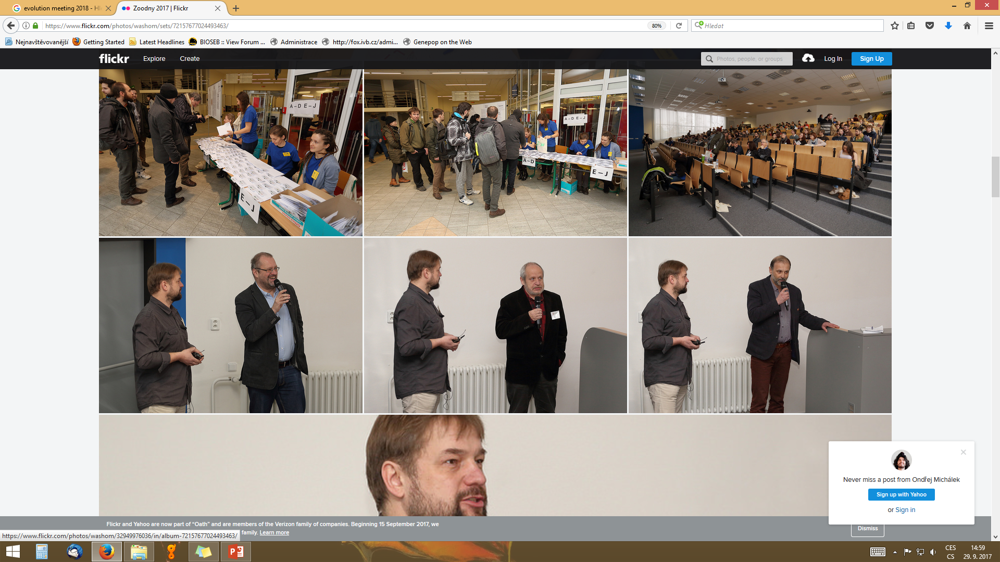 evolution meeting 2018 - Hl
Zoodny 2017 | Flickr
https://www.flickr.com/photos/washom/sets/72157677024493463/
80%
Hledat
Nejnavštěvovanější
Getting Started
Latest Headlines
BIOSEB :: View Forum ...
Administrace
http://fox.ivb.cz/admi...
Genepop on the Web
flickr
Explore
Create
Photos, people, or groups
Log In
Sign Up
A-D E-J
E-J
A-D E-J
A-D
E-J
Never miss a post from Ondřej Michálek
Sign up with Yahoo
or Sign in
Flickr and Yahoo are now part of “Oath” and are members of the Verizon family of companies. Beginning 15 September 2017, we
family. Learn more
Dismiss
https://www.flickr.com/photos/washom/32949976036/in/album-72157677024493463/
CES
CS
14:59
29. 9. 2017